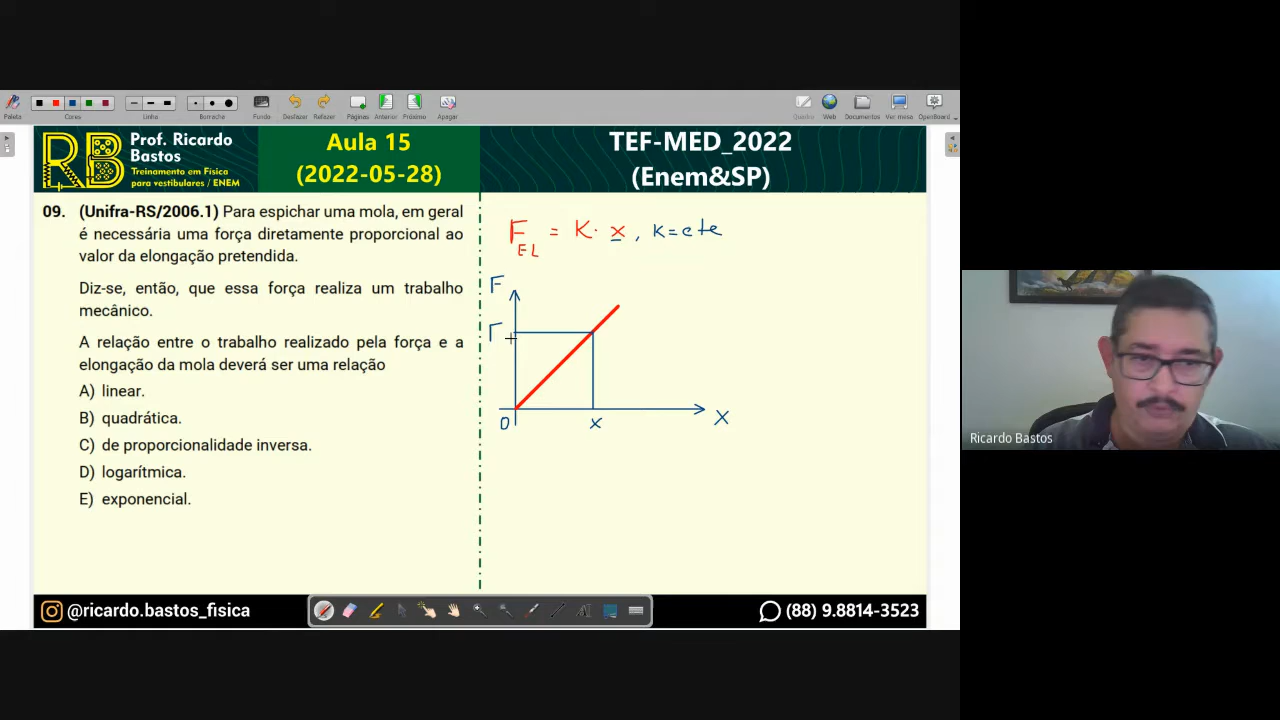 Paleta
Cores
Linha
Borracha
Fundo
Desfazer
Refazer
Páginas
Anterior
Próximo
Apagar
Web
Documentos
Ver mesa
OpenBoard
RB
Prof. Ricardo
Bastos
Treinamento em Física
para vestibulares / ENEM
Aula 15
(2022-05-28)
TEF-MED_2022
(Enem&SP)
09. (Unifra-RS/2006.1) Para espichar uma mola, em geral
é necessária uma força diretamente proporcional ao
valor da elongação pretendida.
Diz-se, então, que essa força realiza um trabalho
mecânico.
A relação entre o trabalho realizado pela força e a
elongação da mola deverá ser uma relação
A) linear.
B) quadrática.
C) de proporcionalidade inversa.
D) logarítmica.
E) exponencial.
F EL = K · x , K = cte
F
0
x
X
Ricardo Bastos
@ricardo.bastos_fisica
(88) 9.8814-3523